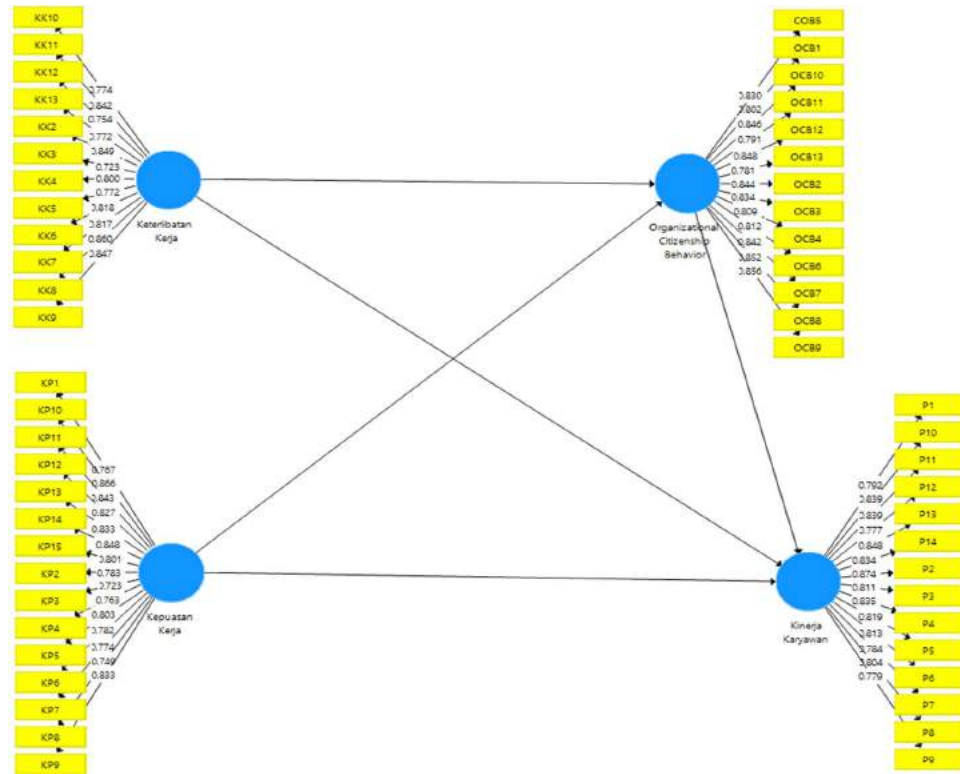 KK10
KK11
KK12
KK13
KK2
KK3
KK4
KK5
KK6
KK7
KK8
KK9
0.774
0.842
0.754
0.772
0.849
0.723
0.800
0.772
0.818
0.817
0.860
0.847
Keterlibatan
Kerja
COB5
OCB1
OCB10
OCB11
OCB12
OCB13
OCB2
OCB3
OCB4
OCB6
OCB7
OCB8
OCB9
0.830
0.802
0.846
0.791
0.848
0.781
0.844
0.834
0.809
0.812
0.842
0.852
0.856
Organizational
Citizenship
Behavior
KP1
KP10
KP11
KP12
KP13
KP14
KP15
KP2
KP3
KP4
KP5
KP6
KP7
KP8
KP9
0.767
0.866
0.843
0.827
0.833
0.848
0.801
0.783
0.723
0.763
0.803
0.782
0.774
0.749
0.833
Kepuasan
Kerja
P1
P10
P11
P12
P13
P14
P2
P3
P4
P5
P6
P7
P8
P9
0.792
0.839
0.839
0.777
0.848
0.834
0.874
0.811
0.835
0.819
0.813
0.784
0.804
0.779
Kinerja
Karyawan